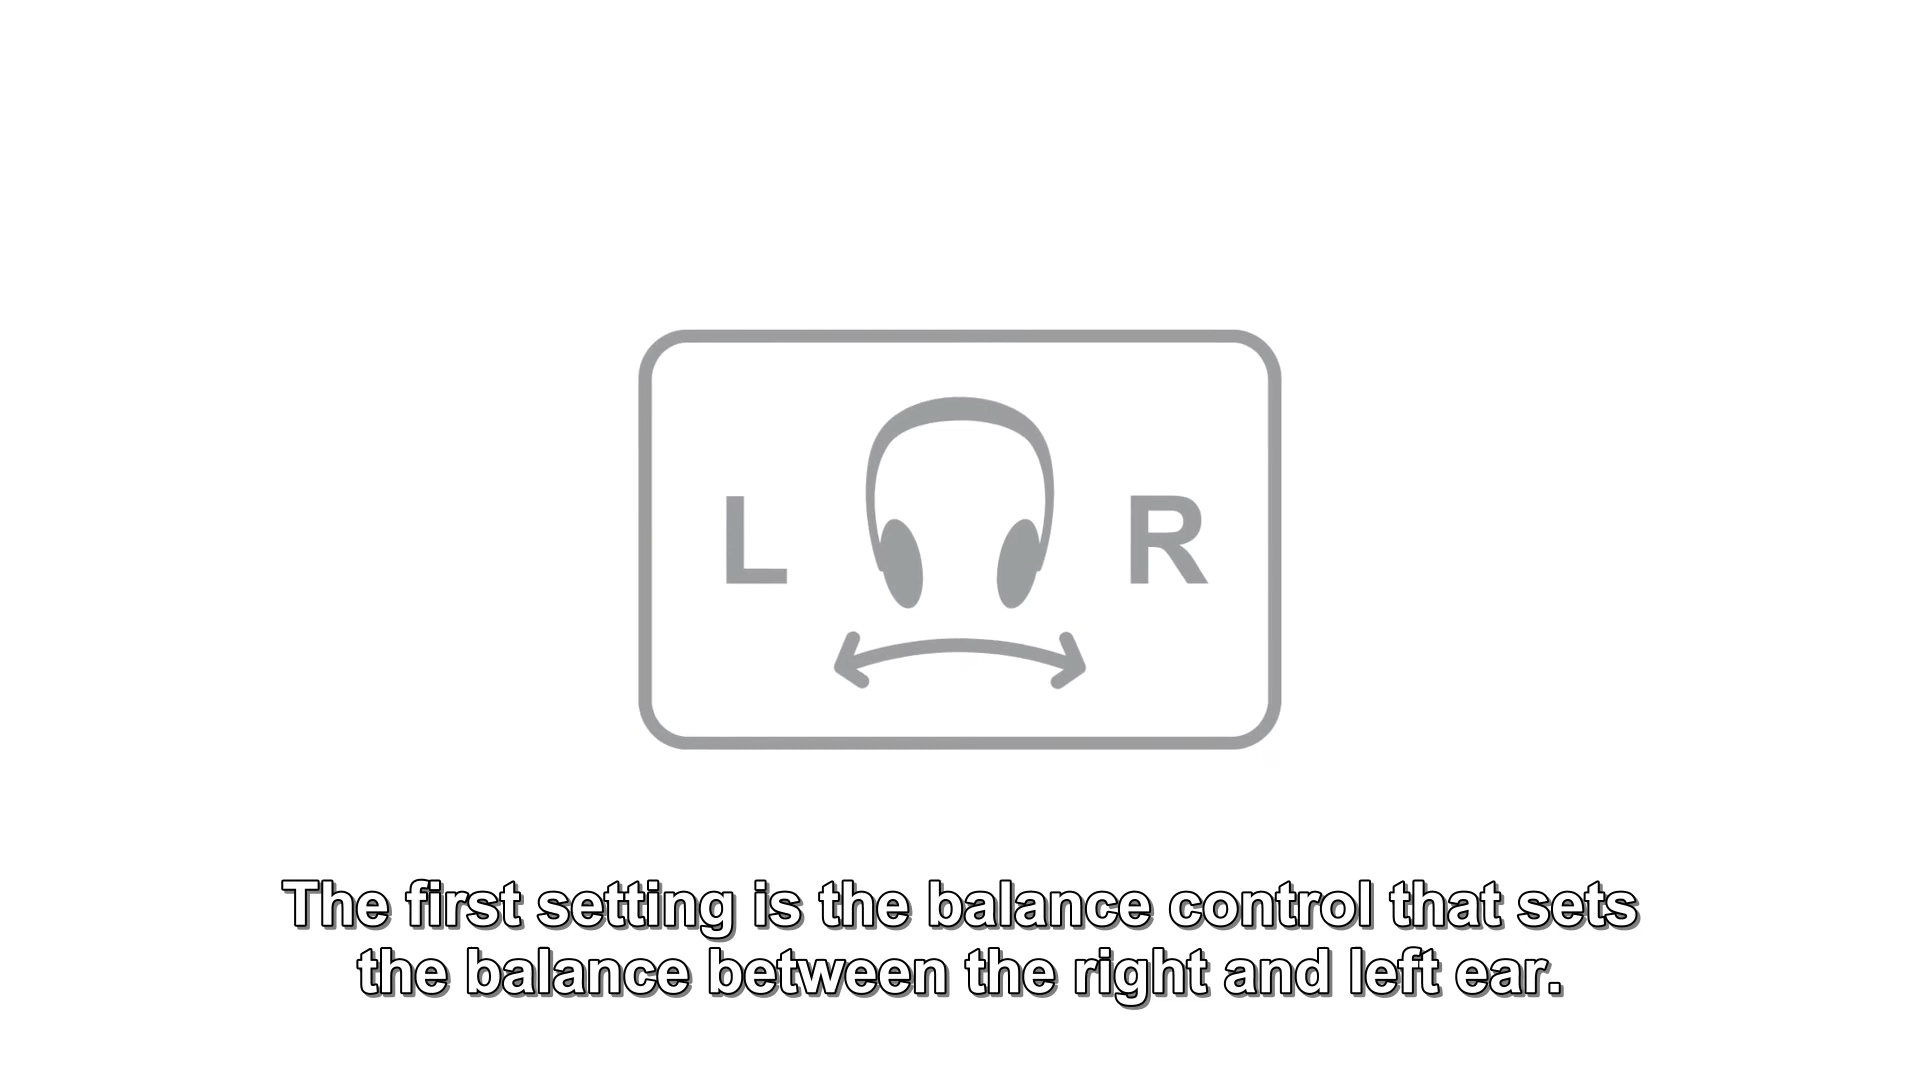 L R
The first setting is the balance control that sets
the balance between the right and left ear.